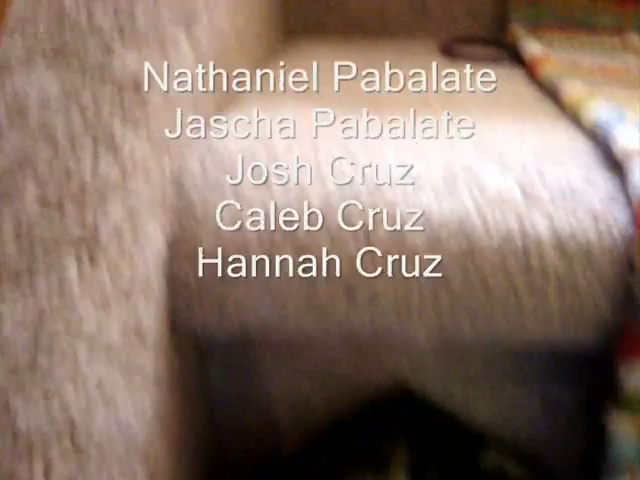 Nathaniel Pabalate
Jascha Pabalate
Josh Cruz
Caleb Cruz
Hannah Cruz